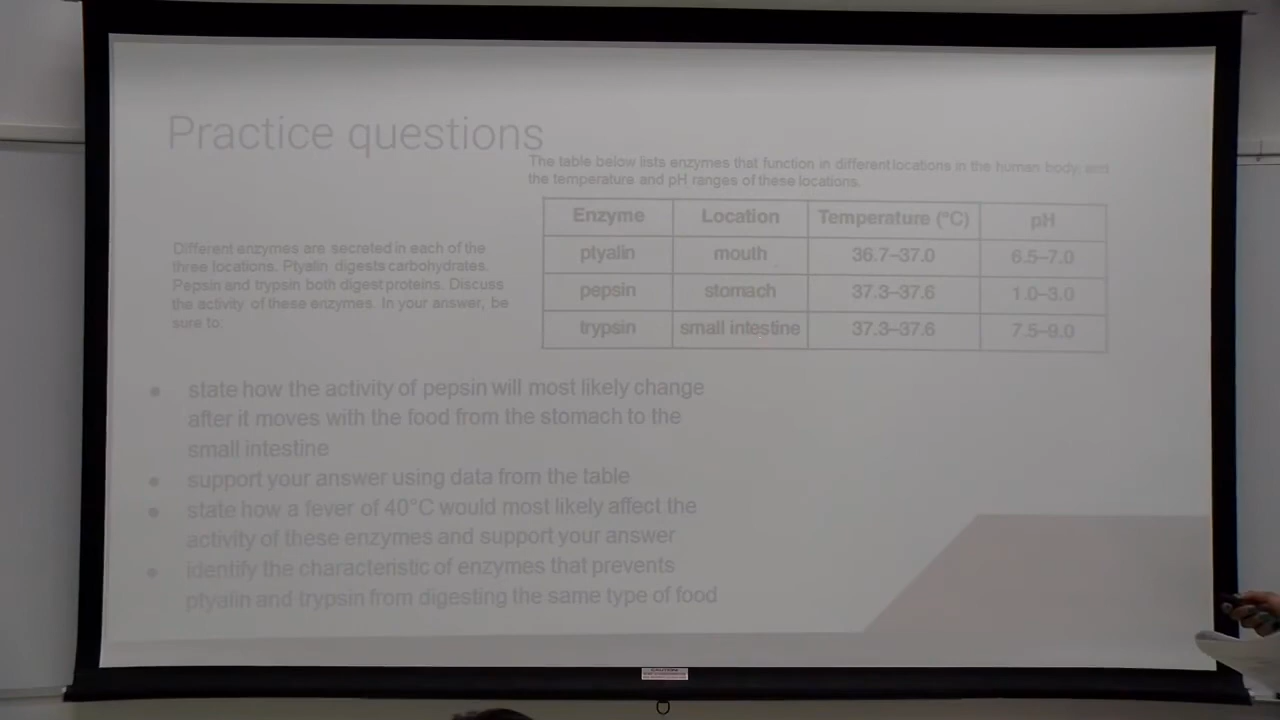 Practice questions
The table below lists enzymes that function in different locations in the human body, and
the temperature and pH ranges of these locations.
Enzyme Location Temperature (°C) pH
ptyalin mouth 36.7–37.0 6.5–7.0
pepsin stomach 37.3–37.6 1.0–3.0
trypsin small intestine 37.3–37.6 7.5–9.0
Different enzymes are secreted in each of the
three locations. Ptyalin digests carbohydrates.
Pepsin and trypsin both digest proteins. Discuss
the activity of these enzymes. In your answer, be
sure to:
● state how the activity of pepsin will most likely change
after it moves with the food from the stomach to the
small intestine
● support your answer using data from the table
● state how a fever of 40°C would most likely affect the
activity of these enzymes and support your answer
● identify the characteristic of enzymes that prevents
ptyalin and trypsin from digesting the same type of food